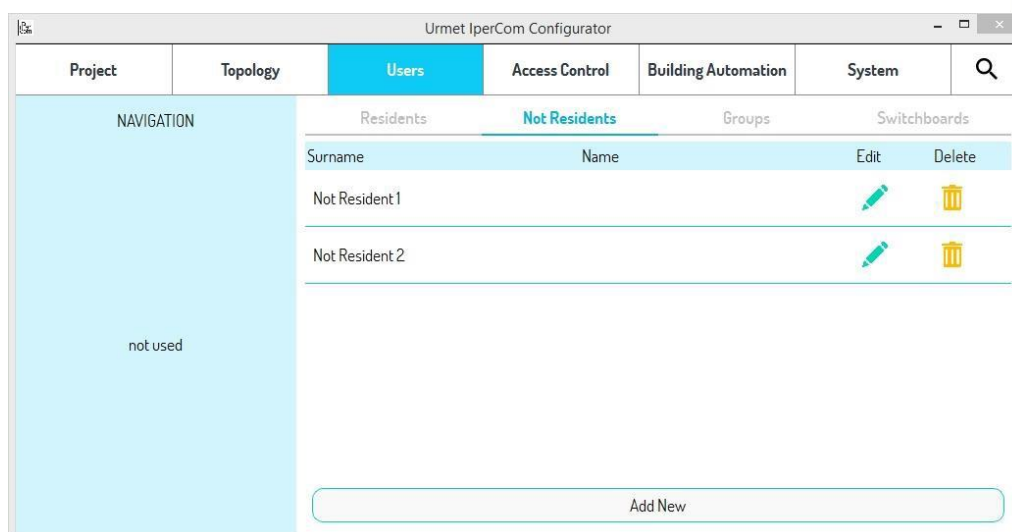 Urmet IperCom Configurator
Project Topology Users Access Control Building Automation System
NAVIGATION
Residents Not Residents Groups Switchboards
Surname Name Edit Delete
Not Resident 1
Not Resident 2
not used
Add New